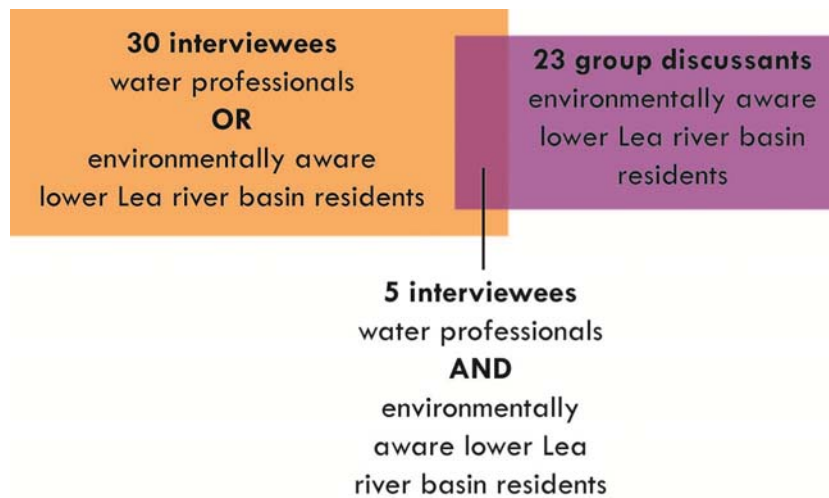 30 interviewees
water professionals
OR
environmentally aware
lower Lea river basin residents
23 group discussants
environmentally aware
lower Lea river basin
residents
5 interviewees
water professionals
AND
environmentally
aware lower Lea
river basin residents